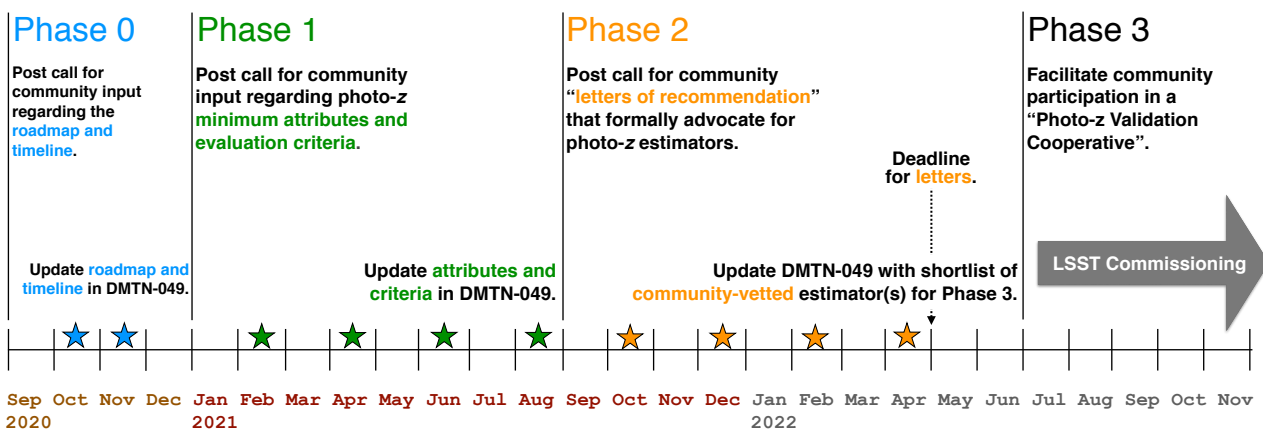 Phase 0
Post call for
community input
regarding the
roadmap and
timeline.
Update roadmap and
timeline in DMTN-049.
Phase 1
Post call for community
input regarding photo-z
minimum attributes and
evaluation criteria.
Update attributes and
criteria in DMTN-049.
Phase 2
Post call for community
“letters of recommendation”
that formally advocate for
photo-z estimators.
Deadline
for letters.
Update DMTN-049 with shortlist of
community-vetted estimator(s) for Phase 3.
Phase 3
Facilitate community
participation in a
“Photo-z Validation
Cooperative”.
LSST Commissioning
Sep Oct Nov Dec Jan Feb Mar Apr May Jun Jul Aug Sep Oct Nov Dec Jan Feb Mar Apr May Jun Jul Aug Sep Oct Nov
2020 2021 2022